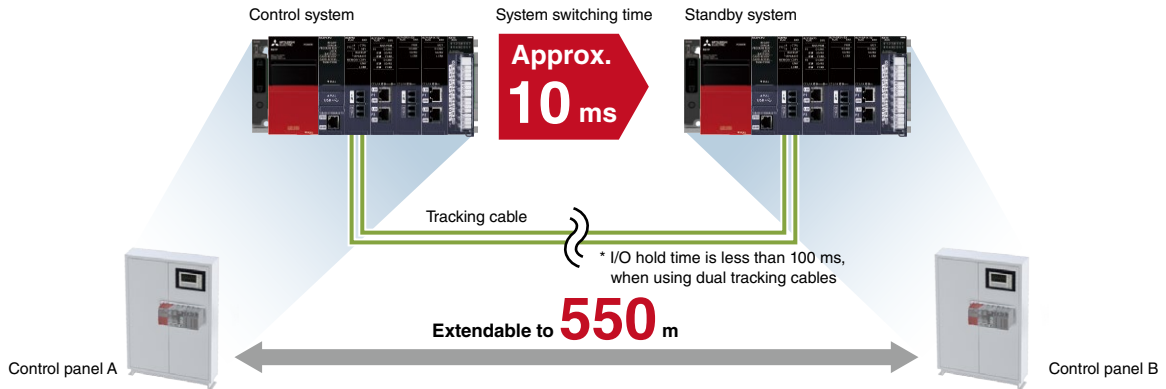 Control system
System switching time
Standby system
Approx.
10 ms
Tracking cable
* I/O hold time is less than 100 ms,
when using dual tracking cables
Extendable to 550 m
Control panel A
Control panel B